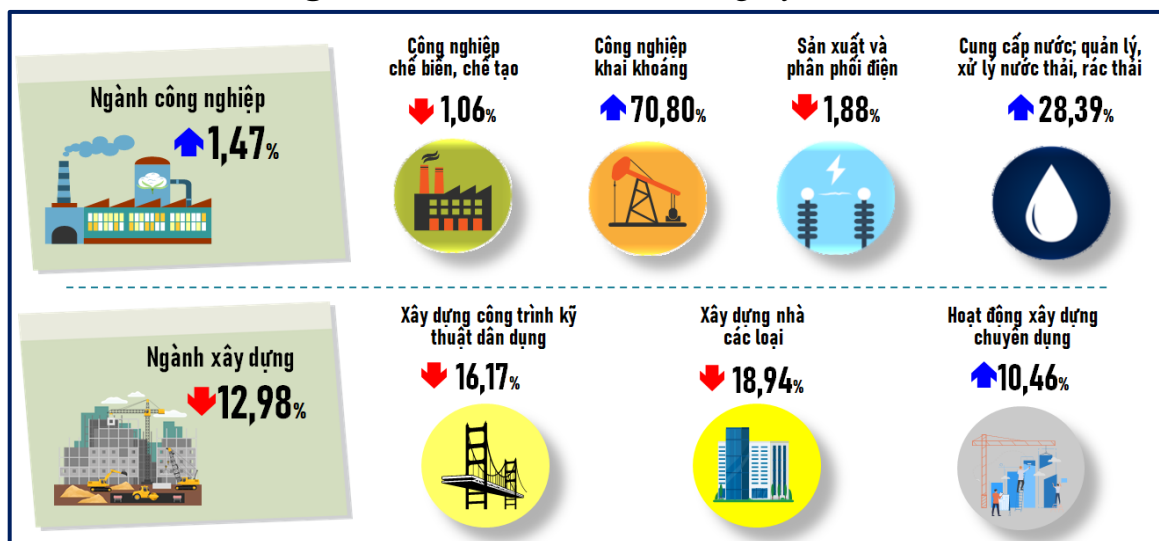 Ngành công nghiệp
1,47%
Công nghiệp
chế biến, chế tạo
1,06%
Công nghiệp
khai khoáng
70,80%
Sản xuất và
phân phối điện
1,88%
Cung cấp nước; quản lý,
xử lý nước thải, rác thải
28,39%
Ngành xây dựng
12,98%
Xây dựng công trình kỹ
thuật dân dụng
16,17%
Xây dựng nhà
các loại
18,94%
Hoạt động xây dựng
chuyên dụng
10,46%